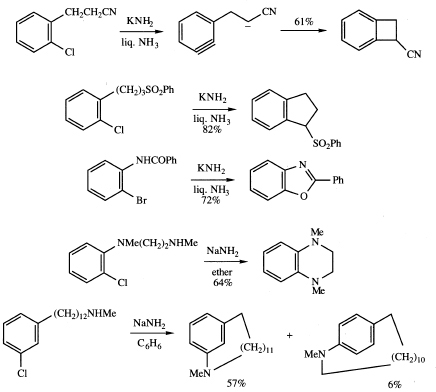 CH₂CH₂CN
Cl
KNH₂
liq. NH₃
−
CN
61%
CN
(CH₂)₃SO₂Ph
Cl
KNH₂
liq. NH₃
82%
SO₂Ph
NHCOPh
Br
KNH₂
liq. NH₃
72%
N
O
Ph
NMe(CH₂)₂NHMe
Cl
NaNH₂
ether
64%
Me
N
N
Me
(CH₂)₁₂NHMe
Cl
NaNH₂
C₆H₆
(CH₂)₁₁
MeN
57%
+
MeN
(CH₂)₁₀
6%